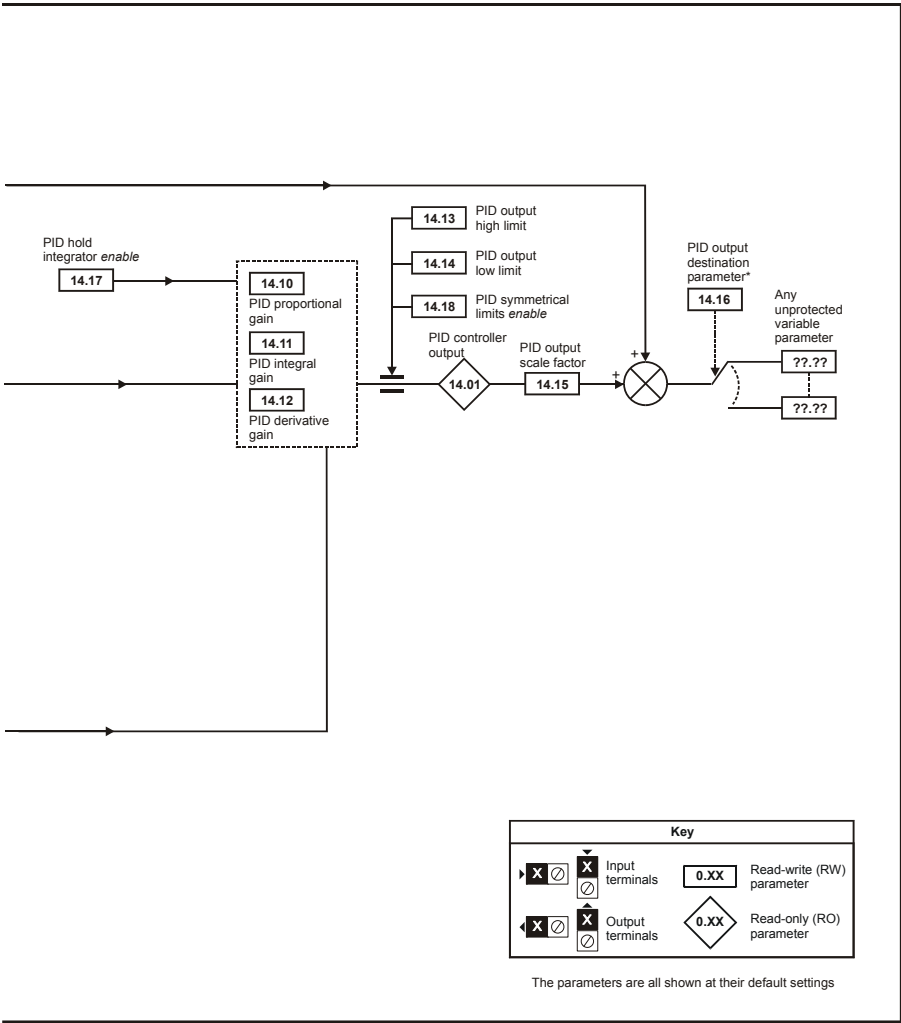 PID hold
integrator enable
14.17
14.10
PID proportional
gain
14.11
PID integral
gain
14.12
PID derivative
gain
14.13
PID output
high limit
14.14
PID output
low limit
14.18
PID symmetrical
limits enable
PID controller
output
14.01
PID output
scale factor
14.15
+
+
PID output
destination
parameter*
14.16
Any
unprotected
variable
parameter
??.??
??.??
Key
X
X
Input
terminals
0.XX
Read-write (RW)
parameter
X
X
Output
terminals
0.XX
Read-only (RO)
parameter
The parameters are all shown at their default settings